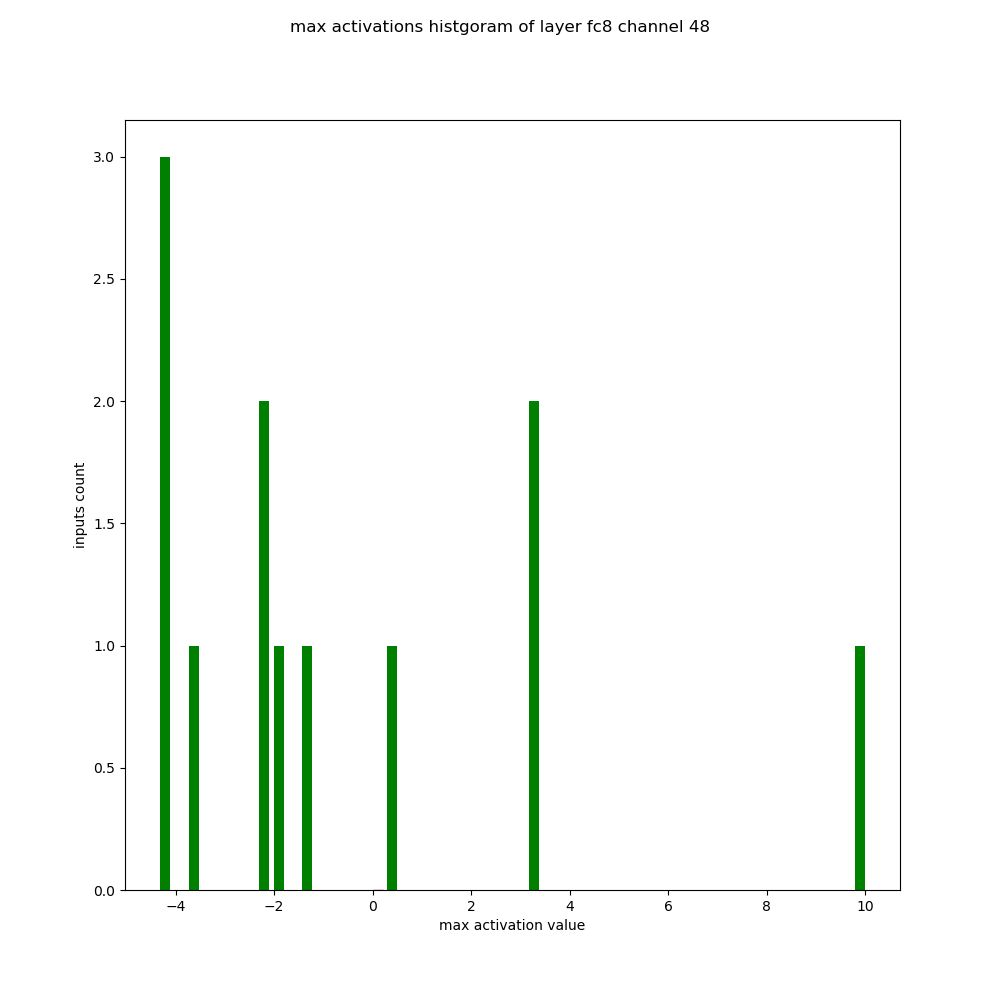 max activations histgoram of layer fc8 channel 48
3.0
2.5
2.0
1.5
1.0
0.5
0.0
inputs count
−4 −2 0 2 4 6 8 10
max activation value